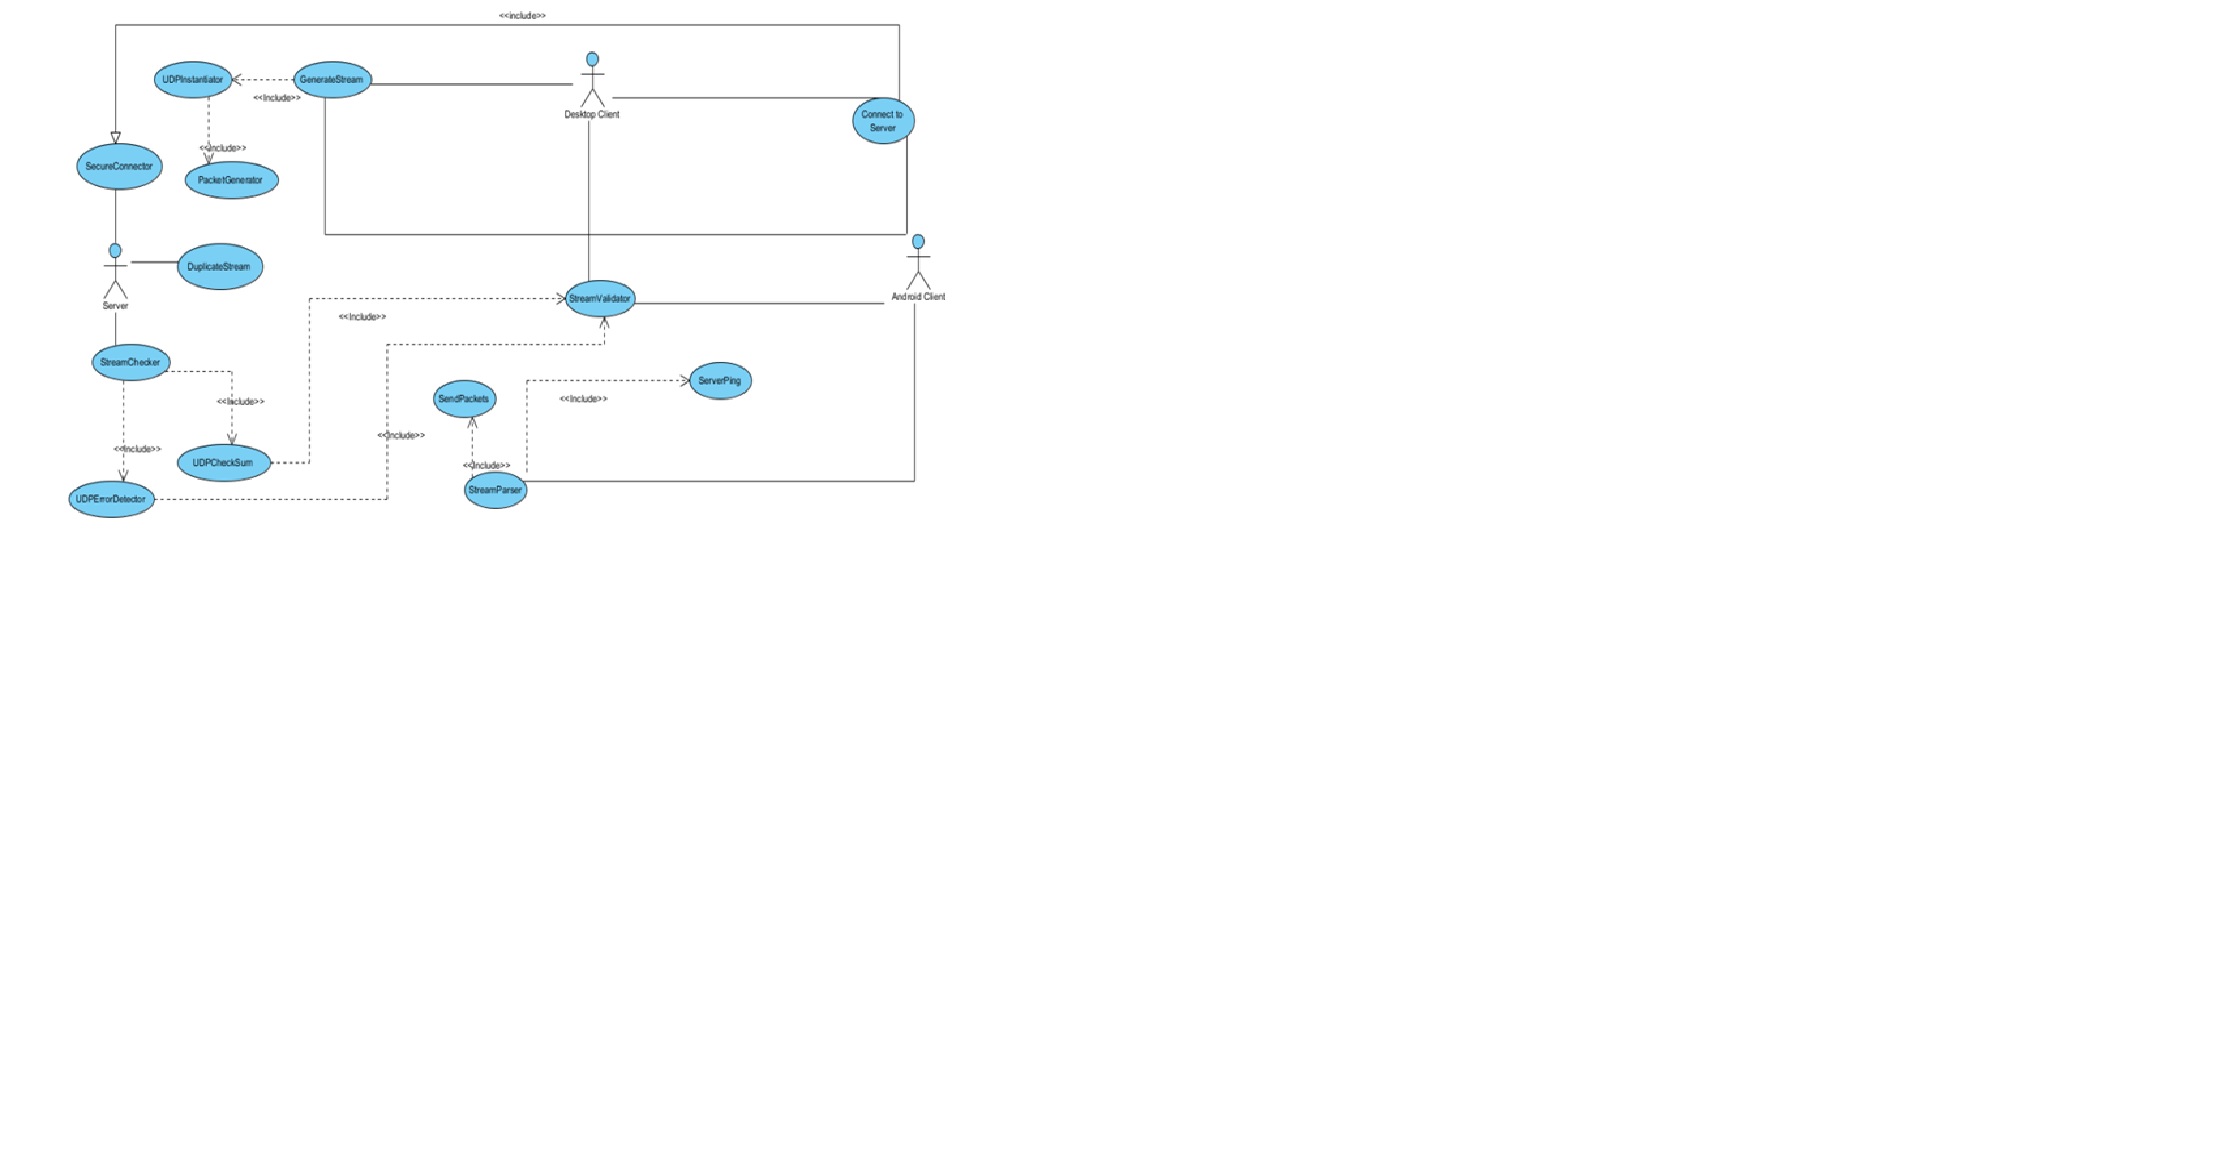 <<include>>
UDPInstantiator
GenerateStream
<<Include>>
Desktop Client
Connect to
Server
<<Include>>
SecureConnector
PacketGenerator
DuplicateStream
Server
StreamValidator
Android Client
<<Include>>
StreamChecker
ServerPing
SendPackets
<<Include>>
<<Include>>
<<Include>>
<<Include>>
UDPCheckSum
<<Include>>
StreamParser
UDPErrorDetector